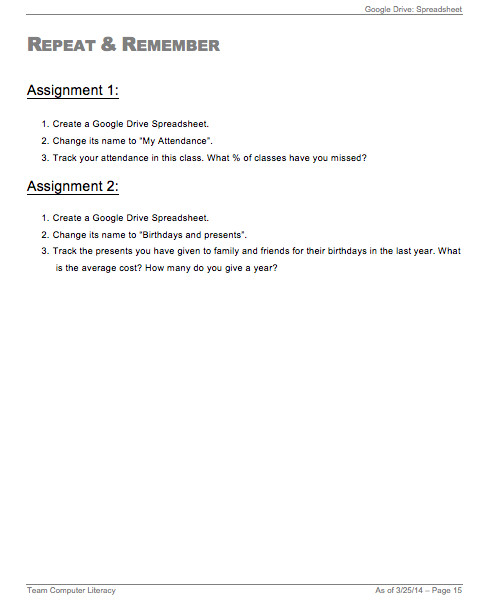 Google Drive: Spreadsheet
REPEAT & REMEMBER
Assignment 1:
1. Create a Google Drive Spreadsheet.
2. Change its name to "My Attendance".
3. Track your attendance in this class. What % of classes have you missed?
Assignment 2:
1. Create a Google Drive Spreadsheet.
2. Change its name to "Birthdays and presents".
3. Track the presents you have given to family and friends for their birthdays in the last year. What
is the average cost? How many do you give a year?
Team Computer Literacy
As of 3/25/14 – Page 15